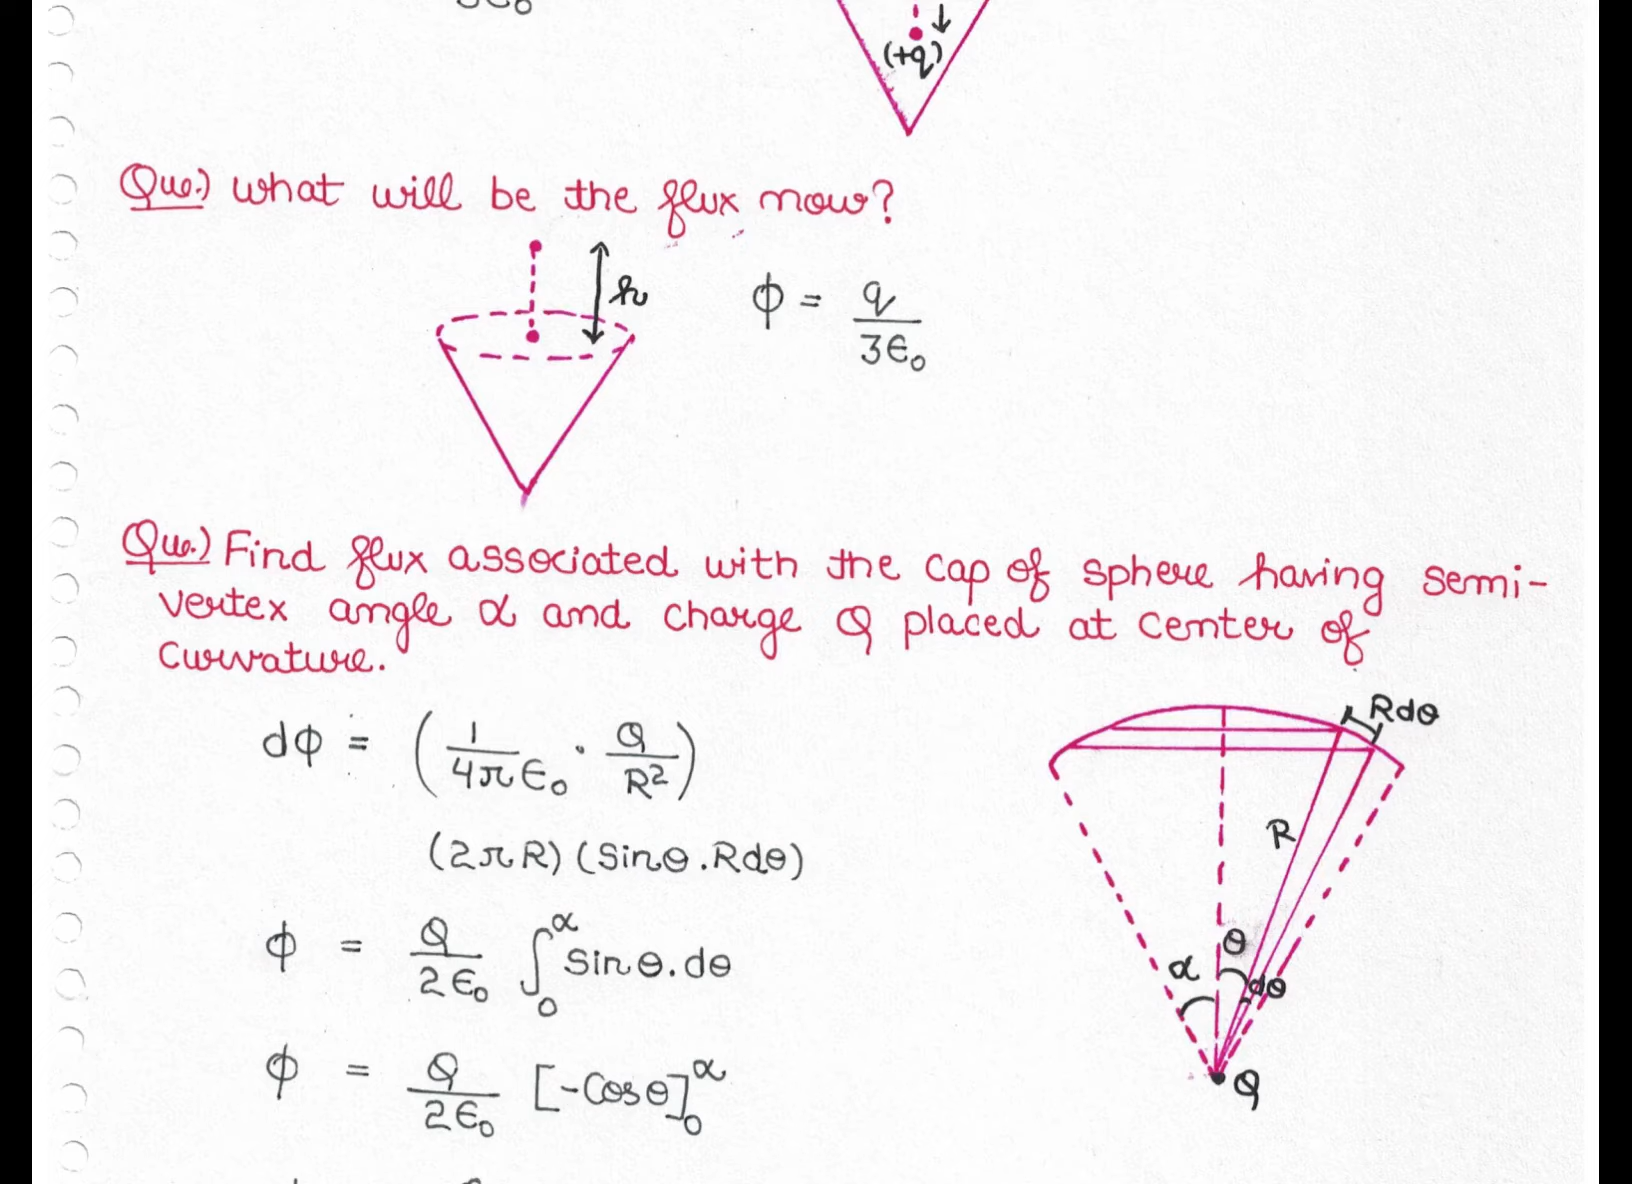 (+q)
Que.) What will be the flux now?
h
ϕ = q / 3ϵ₀
Que.) Find flux associated with the cap of sphere having semi-
vertex angle α and charge Q placed at center of
curvature.
dϕ = (1/4πϵ₀ · Q/R²)
(2πR) (Sinθ . Rdθ)
ϕ = Q/2ϵ₀ ∫₀^α Sinθ.dθ
ϕ = Q/2ϵ₀ [-Cosθ]₀^α
Rdθ
R
θ
α
dθ
Q